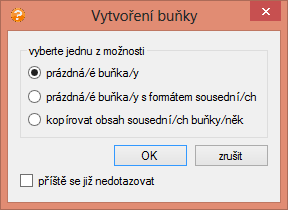 Vytvoření buňky
vyberte jednu z možnosti
prázdná/é buňka/y
prázdná/é buňka/y s formátem sousední/ch
kopírovat obsah sousední/ch buňky/něk
OK
zrušit
příště se již nedotazovat